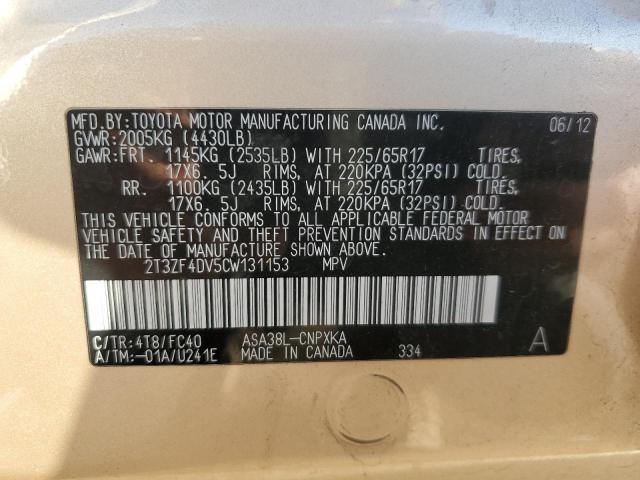 MFD.BY:TOYOTA MOTOR MANUFACTURING CANADA INC. 06/12
GVWR:2005KG (4430LB)
GAWR:FRT. 1145KG (2535LB) WITH 225/65R17 TIRES,
17X6. 5J RIMS, AT 220KPA (32PSI) COLD.
RR. 1100KG (2435LB) WITH 225/65R17 TIRES,
17X6. 5J RIMS, AT 220KPA (32PSI) COLD.
THIS VEHICLE CONFORMS TO ALL APPLICABLE FEDERAL MOTOR
VEHICLE SAFETY AND THEFT PREVENTION STANDARDS IN EFFECT ON
THE DATE OF MANUFACTURE SHOWN ABOVE.
2T3ZF4DV5CW131153 MPV
C/TR:4T8/FC40 ASA38L-CNPXKA A
A/TM:-01A/U241E MADE IN CANADA 334